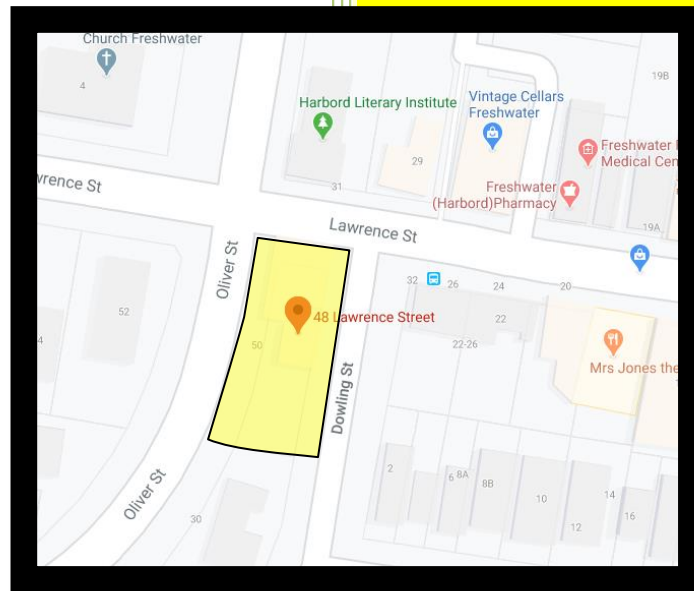 Church Freshwater
4
19B
Harbord Literary Institute
Vintage Cellars
Freshwater
29
Freshwater
Medical Cen
Freshwater
(Harbord)Pharmacy
wrence St
31
Lawrence St
19A
Oliver St
32
26
24
20
52
48 Lawrence Street
22
50
22-26
Mrs Jones the
Dowling St
2
6
8A
8B
10
14
12
16
Oliver St
30